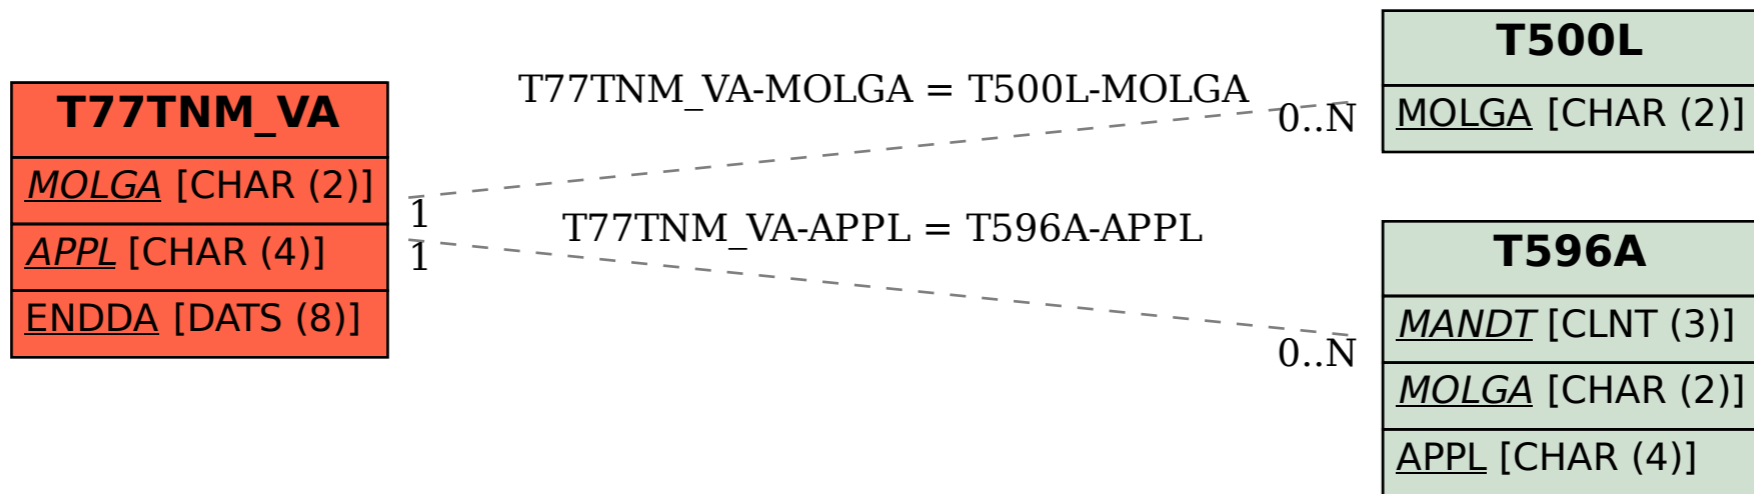 T77TNM_VA
MOLGA [CHAR (2)]
APPL [CHAR (4)]
ENDDA [DATS (8)]
T77TNM_VA-MOLGA = T500L-MOLGA
0..N
1
T77TNM_VA-APPL = T596A-APPL
1
0..N
T500L
MOLGA [CHAR (2)]
T596A
MANDT [CLNT (3)]
MOLGA [CHAR (2)]
APPL [CHAR (4)]